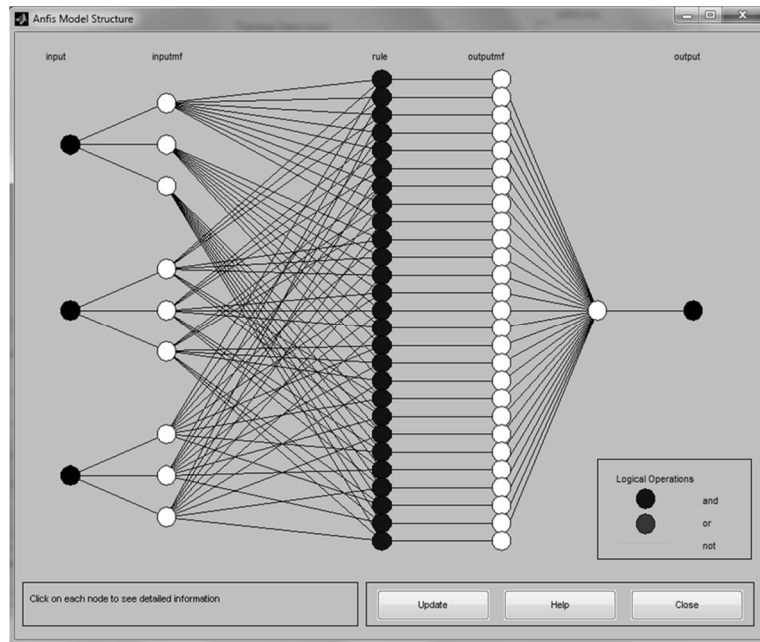 Anfis Model Structure
input inputmf rule outputmf output
Logical Operations
and
or
not
Click on each node to see detailed information
Update Help Close